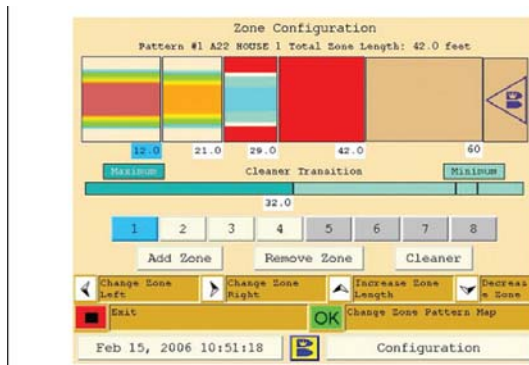 Zone Configuration
Pattern #1 A22 HOUSE 1 Total Zone Length: 42.0 feet
12.0 21.0 29.0 42.0 60
Maximum Cleaner Transition Minimum
32.0
1 2 3 4 5 6 7 8
Add Zone Remove Zone Cleaner
Change Zone Change Zone Increase Zone Decreas
Left Right Length e Zone
Exit OK Change Zone Pattern Map
Feb 15, 2006 10:51:18 Configuration